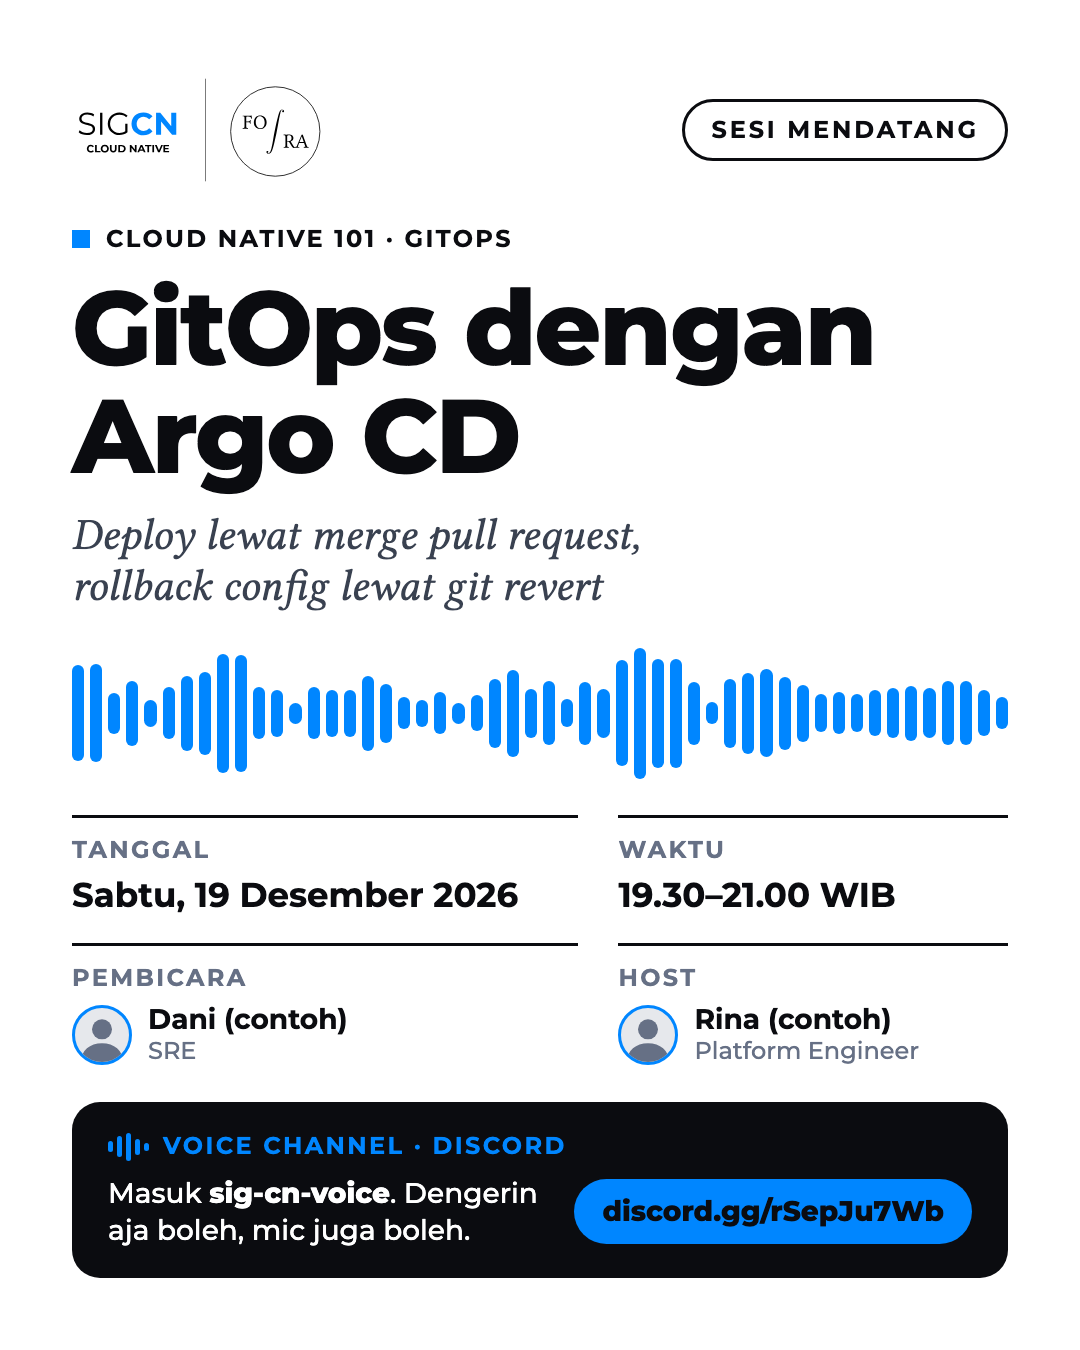 SIGCN
CLOUD NATIVE
FO
RA
SESI MENDATANG
CLOUD NATIVE 101 · GITOPS
GitOps dengan
Argo CD
Deploy lewat merge pull request,
rollback config lewat git revert
TANGGAL
Sabtu, 19 Desember 2026
WAKTU
19.30–21.00 WIB
PEMBICARA
Dani (contoh)
SRE
HOST
Rina (contoh)
Platform Engineer
VOICE CHANNEL · DISCORD
Masuk sig-cn-voice. Dengerin
aja boleh, mic juga boleh.
discord.gg/rSepJu7Wb